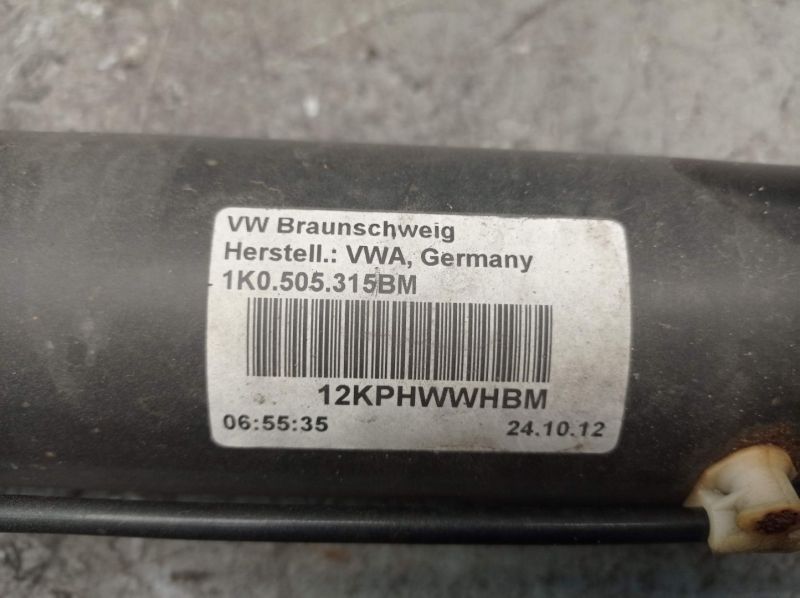 VW Braunschweig
Herstell.: VWA, Germany
1K0.505.315BM
12KPHWWHBM
06:55:35 24.10.12